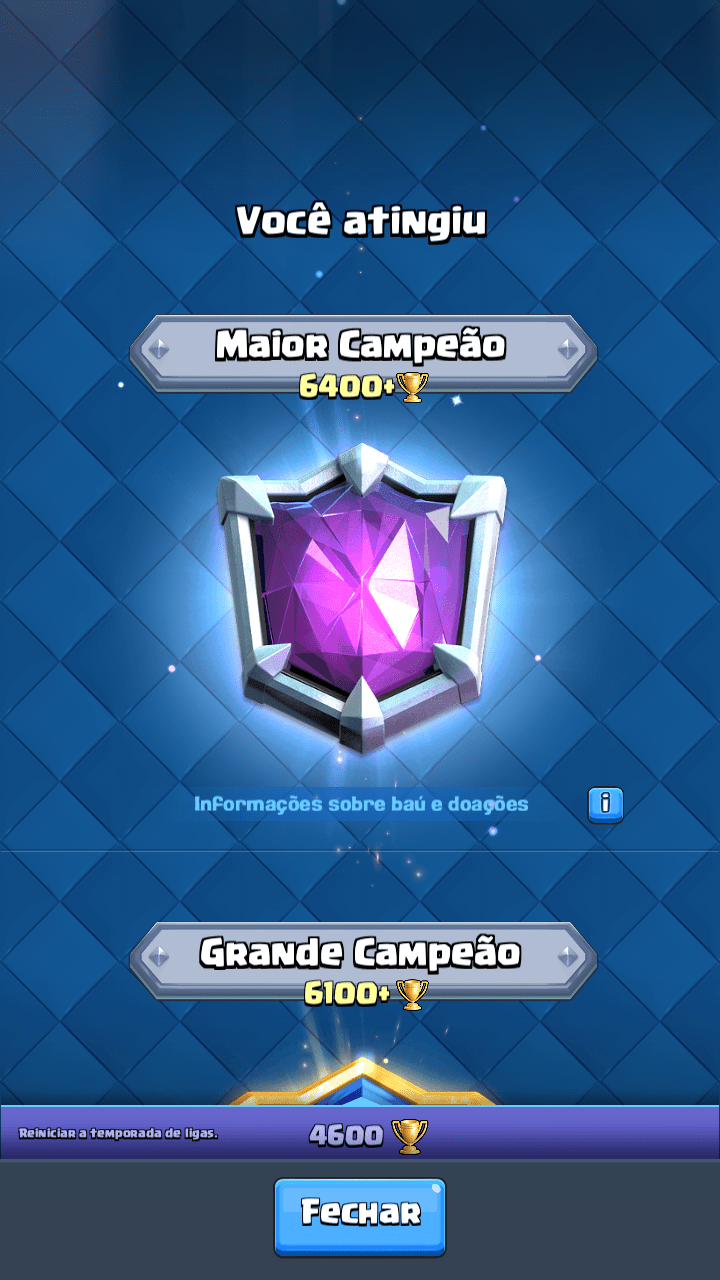 Você atingiu
Maior Campeão
6400+
Informações sobre baú e doações
i
Grande Campeão
6100+
Reiniciar a temporada de ligas.
4600
Fechar